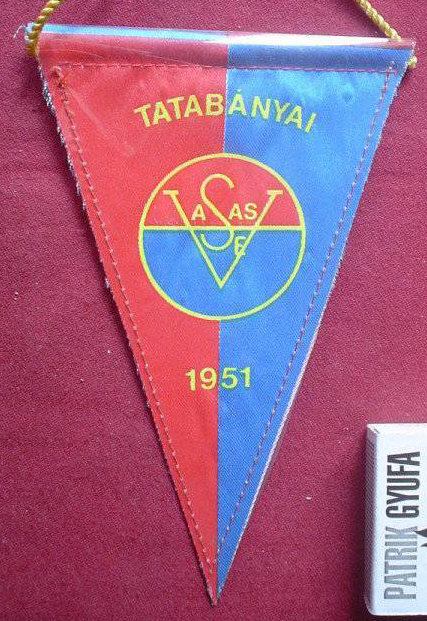 TATABÁNYAI
VASAS
SE
1951
PATRIK GYUFA